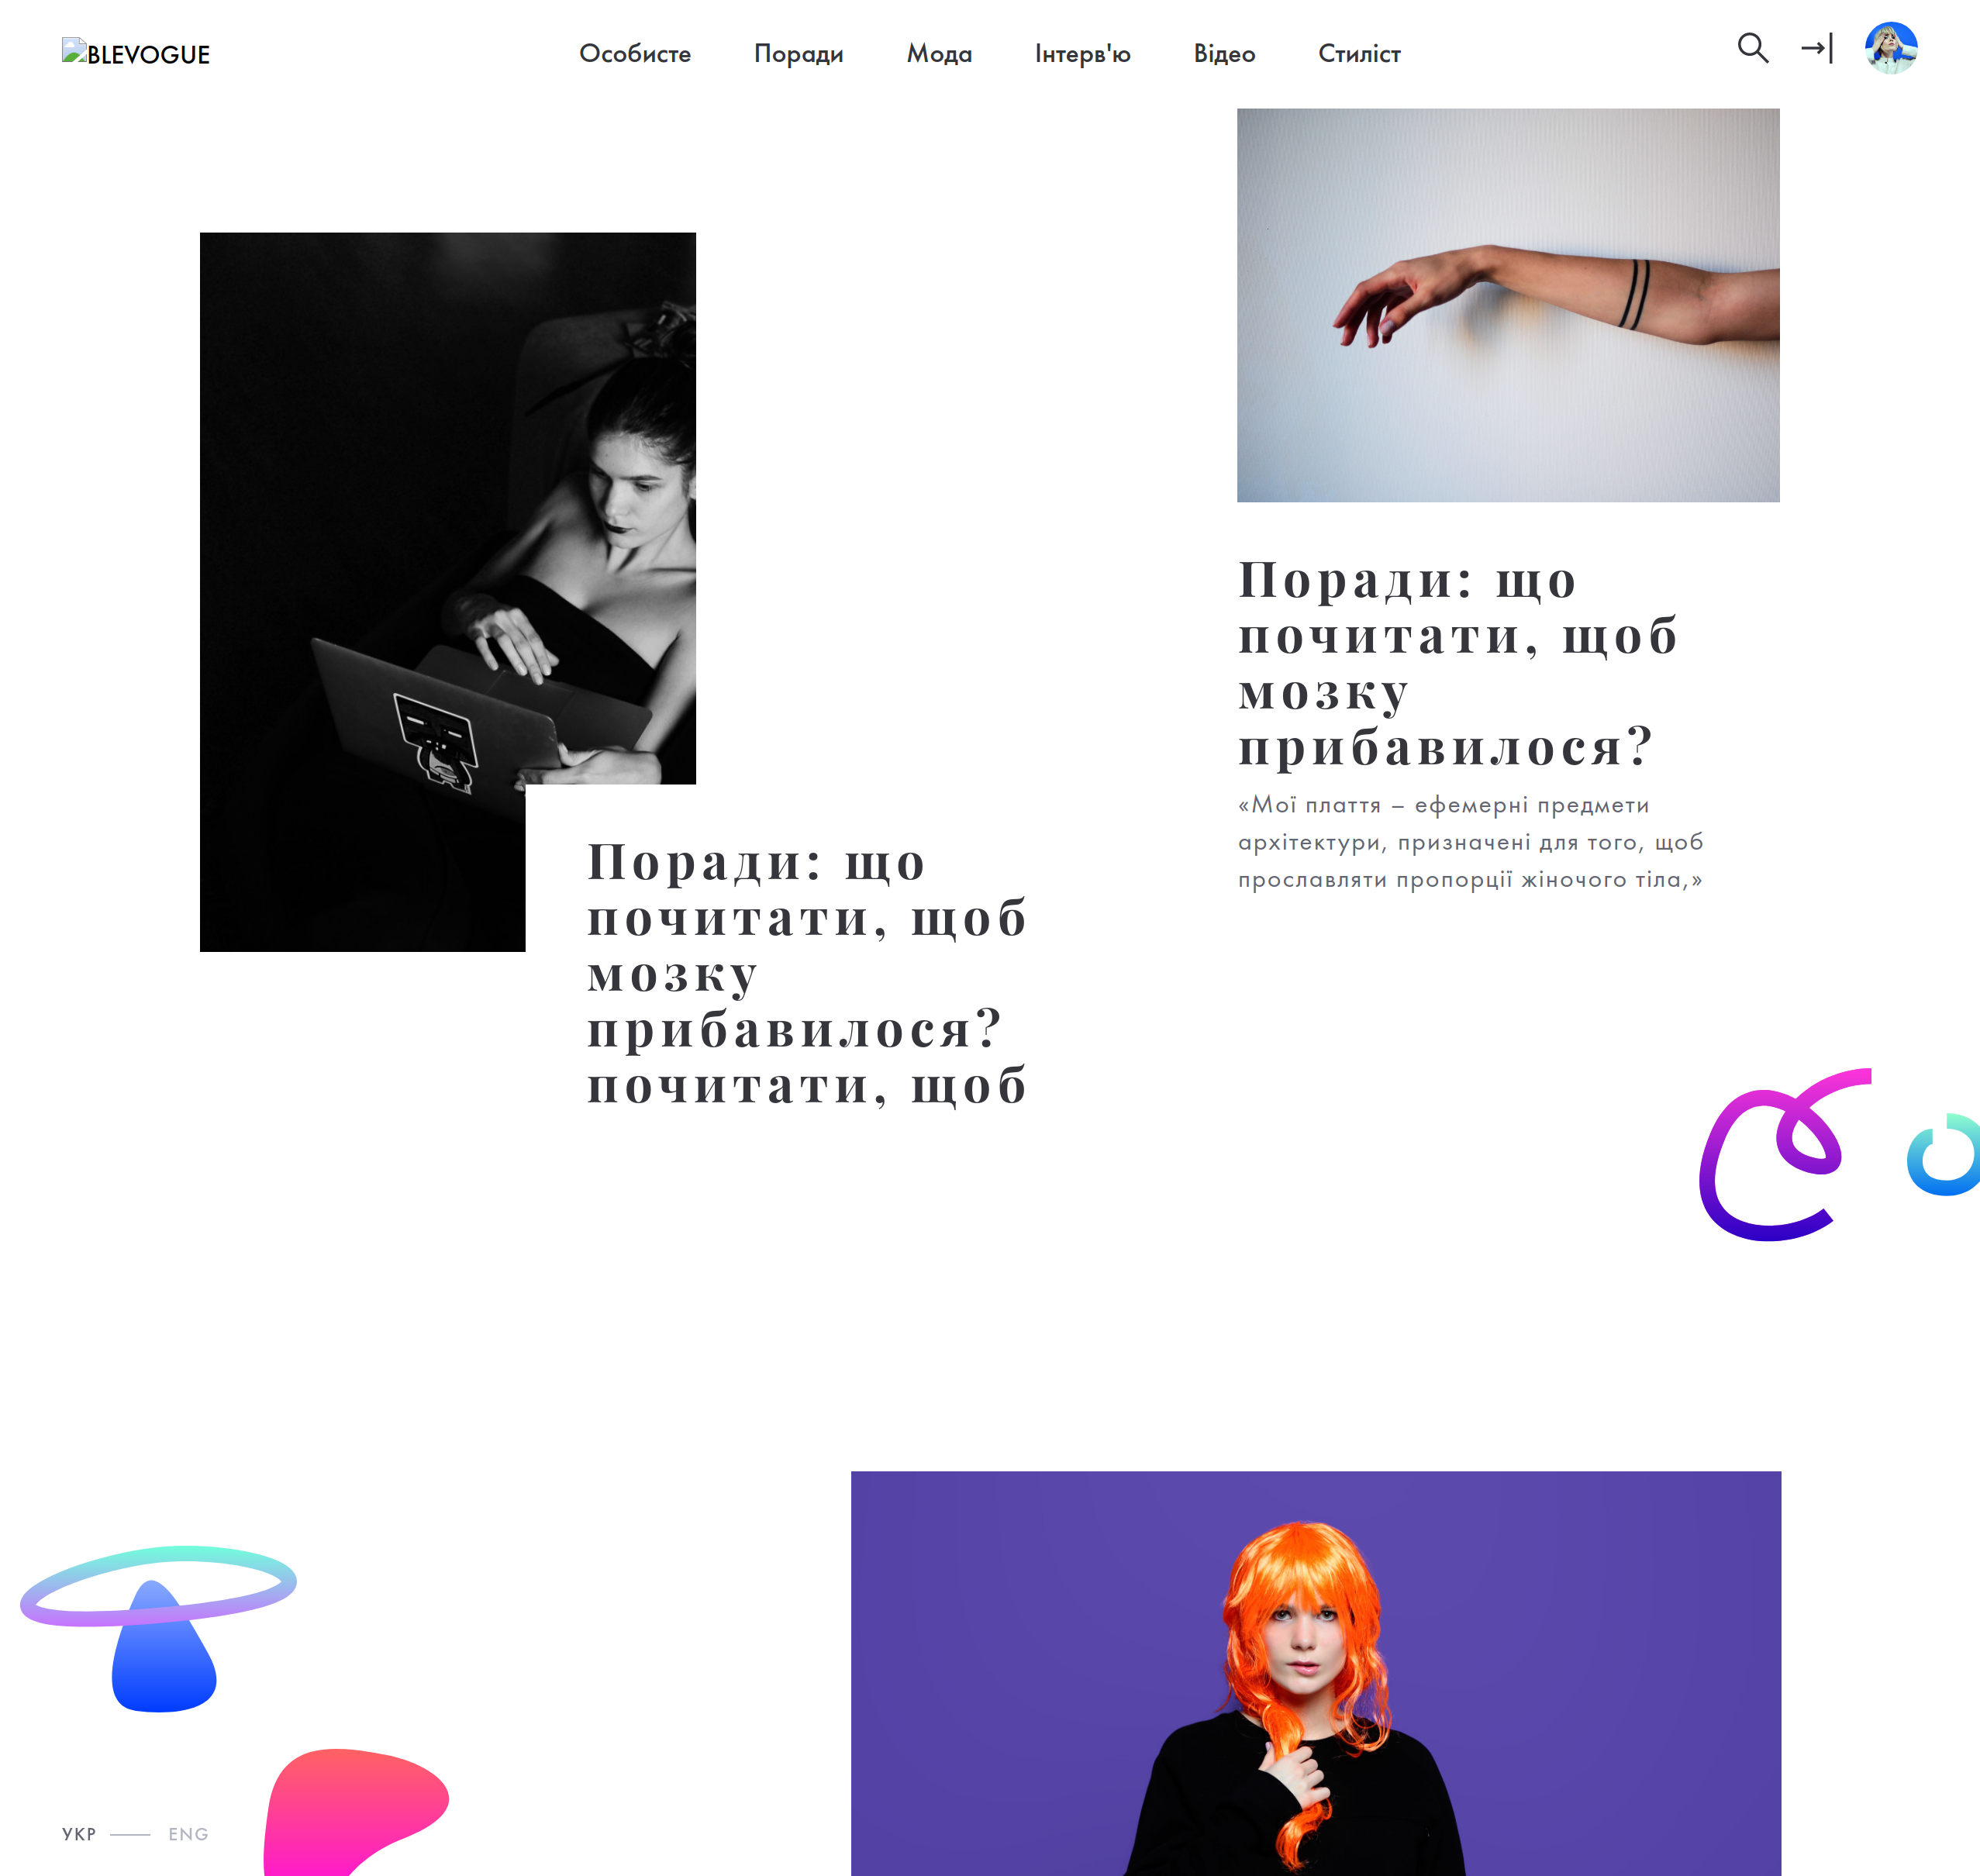 BLEVOGUE
Особисте Поради Мода Інтерв'ю Відео Стиліст
Поради: що
почитати, щоб
мозку
прибавилося?
почитати, щоб
Поради: що
почитати, щоб
мозку
прибавилося?
«Мої плаття – ефемерні предмети
архітектури, призначені для того, щоб
прославляти пропорції жіночого тіла,»
УКР ENG